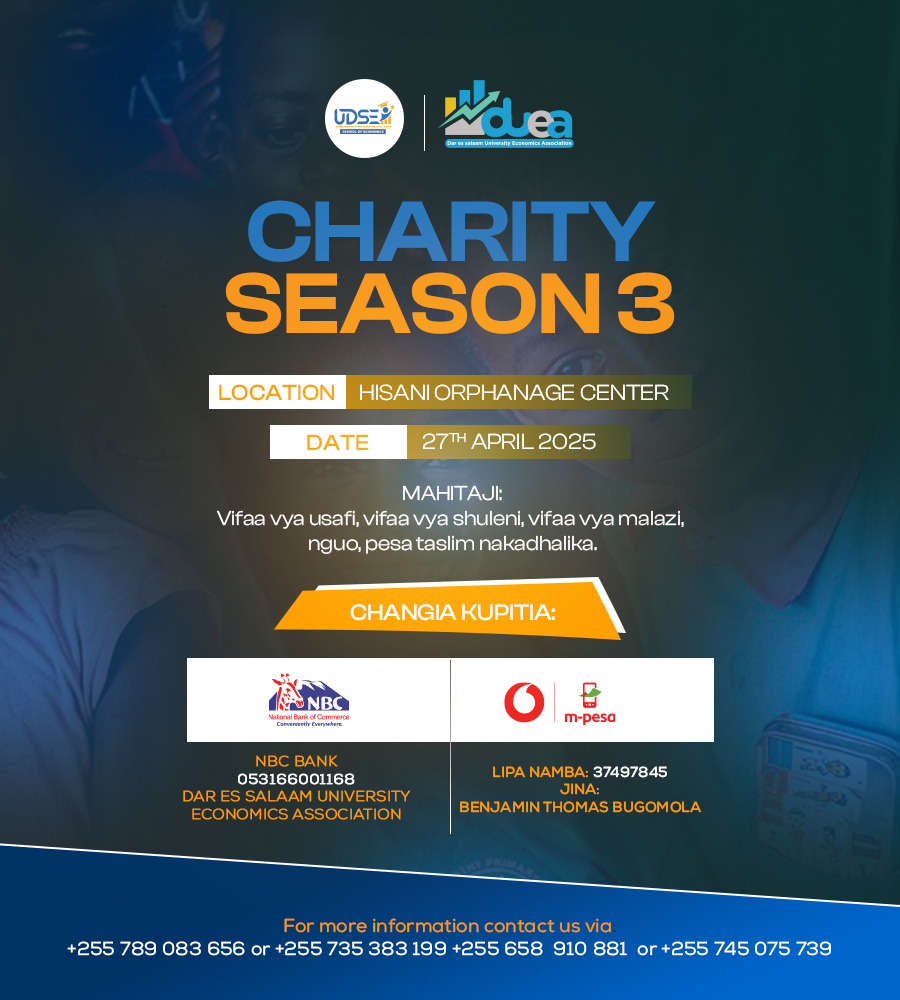 UDSE
SCHOOL OF ECONOMICS
duea
Dar es salaam University Economics Association
CHARITY
SEASON 3
LOCATION HISANI ORPHANAGE CENTER
DATE 27TH APRIL 2025
MAHITAJI:
Vifaa vya usafi, vifaa vya shuleni, vifaa vya malazi,
nguo, pesa taslim nakadhalika.
CHANGIA KUPITIA:
NBC
National Bank of Commerce
Conveniently Everywhere.
m-pesa
NBC BANK
053166001168
DAR ES SALAAM UNIVERSITY
ECONOMICS ASSOCIATION
LIPA NAMBA: 37497845
JINA:
BENJAMIN THOMAS BUGOMOLA
For more information contact us via
+255 789 083 656 or +255 735 383 199 +255 658 910 881 or +255 745 075 739